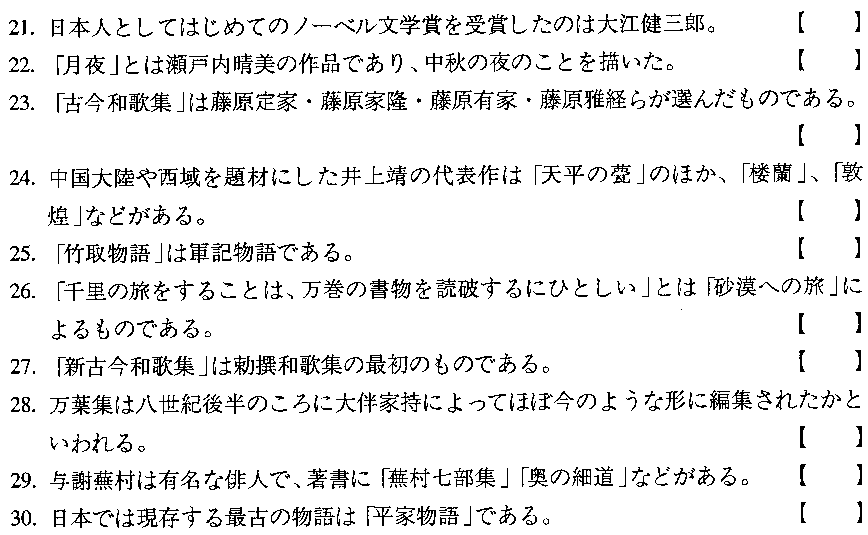 21. 日本人としてはじめてのノーベル文学賞を受賞したのは大江健三郎。 【 】
22. 「月夜」とは瀬戸内晴美の作品であり、中秋の夜のことを描いた。 【 】
23. 「古今和歌集」は藤原定家・藤原家隆・藤原有家・藤原雅経らが選んだものである。
【 】
24. 中国大陸や西域を題材にした井上靖の代表作は「天平の甍」のほか、「楼蘭」、「敦
煌」などがある。 【 】
25. 「竹取物語」は軍記物語である。 【 】
26. 「千里の旅をすることは、万巻の書物を読破するにひとしい」とは「砂漠への旅」に
よるものである。 【 】
27. 「新古今和歌集」は勅撰和歌集の最初のものである。 【 】
28. 万葉集は八世紀後半のころに大伴家持によってほぼ今のような形に編集されたかと
いわれる。 【 】
29. 与謝蕪村は有名な俳人で、著書に「蕪村七部集」「奥の細道」などがある。 【 】
30. 日本では現存する最古の物語は「平家物語」である。 【 】